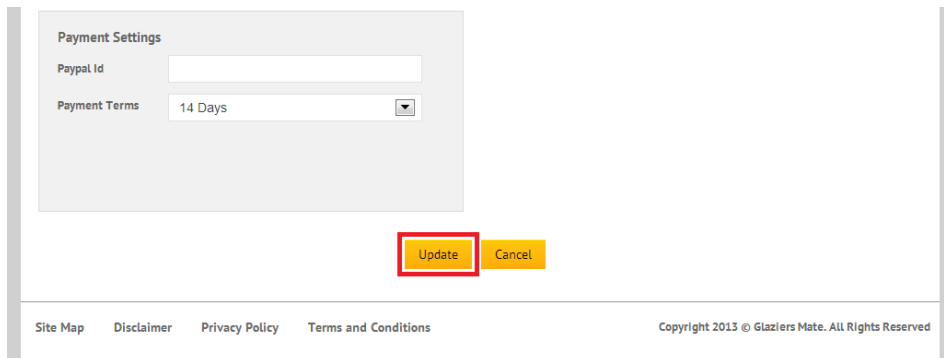 Payment Settings
Paypal Id
Payment Terms 14 Days
Update Cancel
Site Map Disclaimer Privacy Policy Terms and Conditions Copyright 2013 © Glaziers Mate. All Rights Reserved